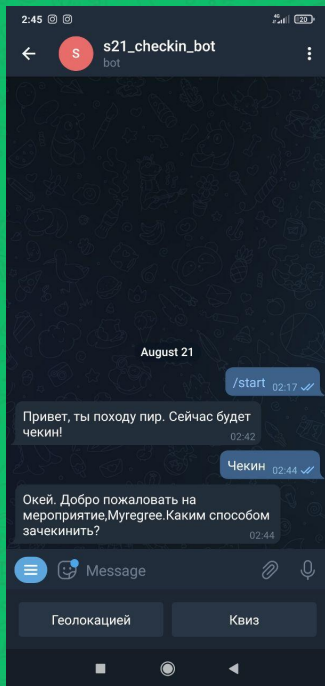 2:45
4G
20
S
s21_checkin_bot
bot
August 21
/start 02:17
Привет, ты походу пир. Сейчас будет
чекин!
02:42
Чекин 02:44
Окей. Добро пожаловать на
мероприятие,Myregree.Каким способом
зачекинить?
02:44
Message
Геолокацией
Квиз